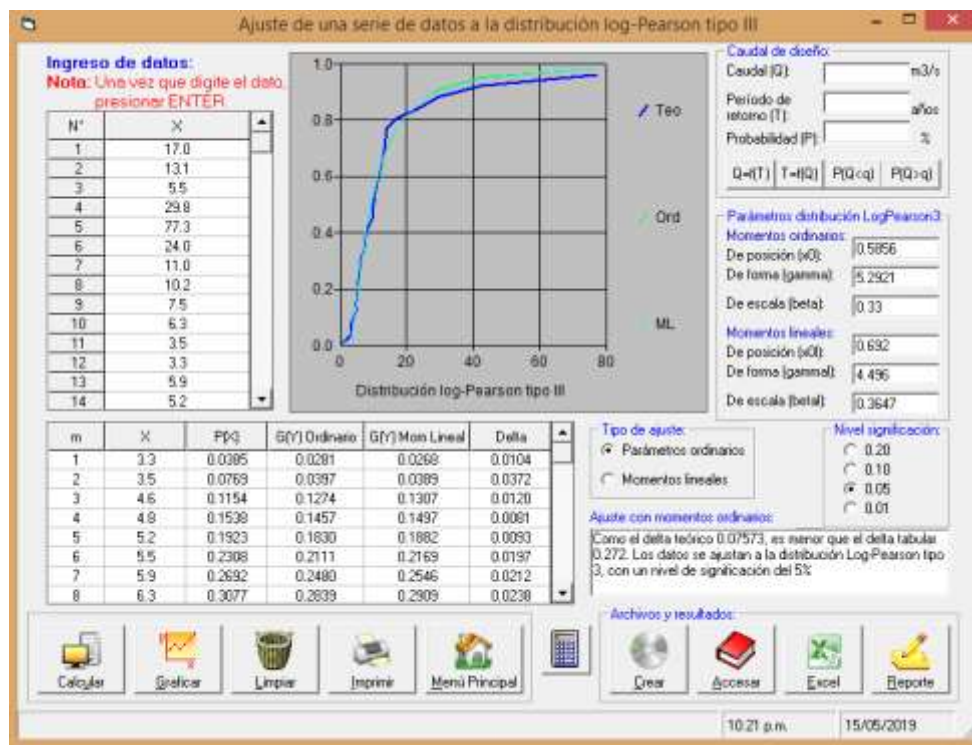 Ajuste de una serie de datos a la distribución log-Pearson tipo III
Ingreso de datos:
Nota: Una vez que digite el dato,
presionar ENTER
N° X
1 17.0
2 13.1
3 5.5
4 29.8
5 77.3
6 24.0
7 11.0
8 10.2
9 7.5
10 6.3
11 3.5
12 3.3
13 5.9
14 5.2
1.0
0.8
0.6
0.4
0.2
0.0
0 20 40 60 80
Distribución log-Pearson tipo III
Teo
Ord
ML
Caudal de diseño:
Caudal (Q): m3/s
Período de
retorno (T): años
Probabilidad (P): %
Q=f(T) T=f(Q) P(Q<q) P(Q>q)
Parámetros distribución LogPearson3:
Momentos ordinarios:
De posición (x0): 0.5856
De forma (gamma): 5.2921
De escala (beta): 0.33
Momentos lineales:
De posición (x0l): 0.692
De forma (gammal): 4.496
De escala (betal): 0.3647
m X P(X) G(Y) Ordinario G(Y) Mom Lineal Delta
1 3.3 0.0385 0.0281 0.0268 0.0104
2 3.5 0.0769 0.0397 0.0389 0.0372
3 4.6 0.1154 0.1274 0.1307 0.0120
4 4.8 0.1538 0.1457 0.1497 0.0081
5 5.2 0.1923 0.1830 0.1882 0.0093
6 5.5 0.2308 0.2111 0.2169 0.0197
7 5.9 0.2692 0.2480 0.2546 0.0212
8 6.3 0.3077 0.2839 0.2909 0.0238
Tipo de ajuste:
Parámetros ordinarios
Momentos lineales
Nivel significación:
0.20
0.10
0.05
0.01
Ajuste con momentos ordinarios:
Como el delta teórico 0.07573, es menor que el delta tabular
0.272. Los datos se ajustan a la distribución Log-Pearson tipo
3, con un nivel de significación del 5%
Calcular
Graficar
Limpiar
Imprimir
Menú Principal
Archivos y resultados:
Crear
Accesar
Excel
Reporte
10:21 p.m. 15/05/2019